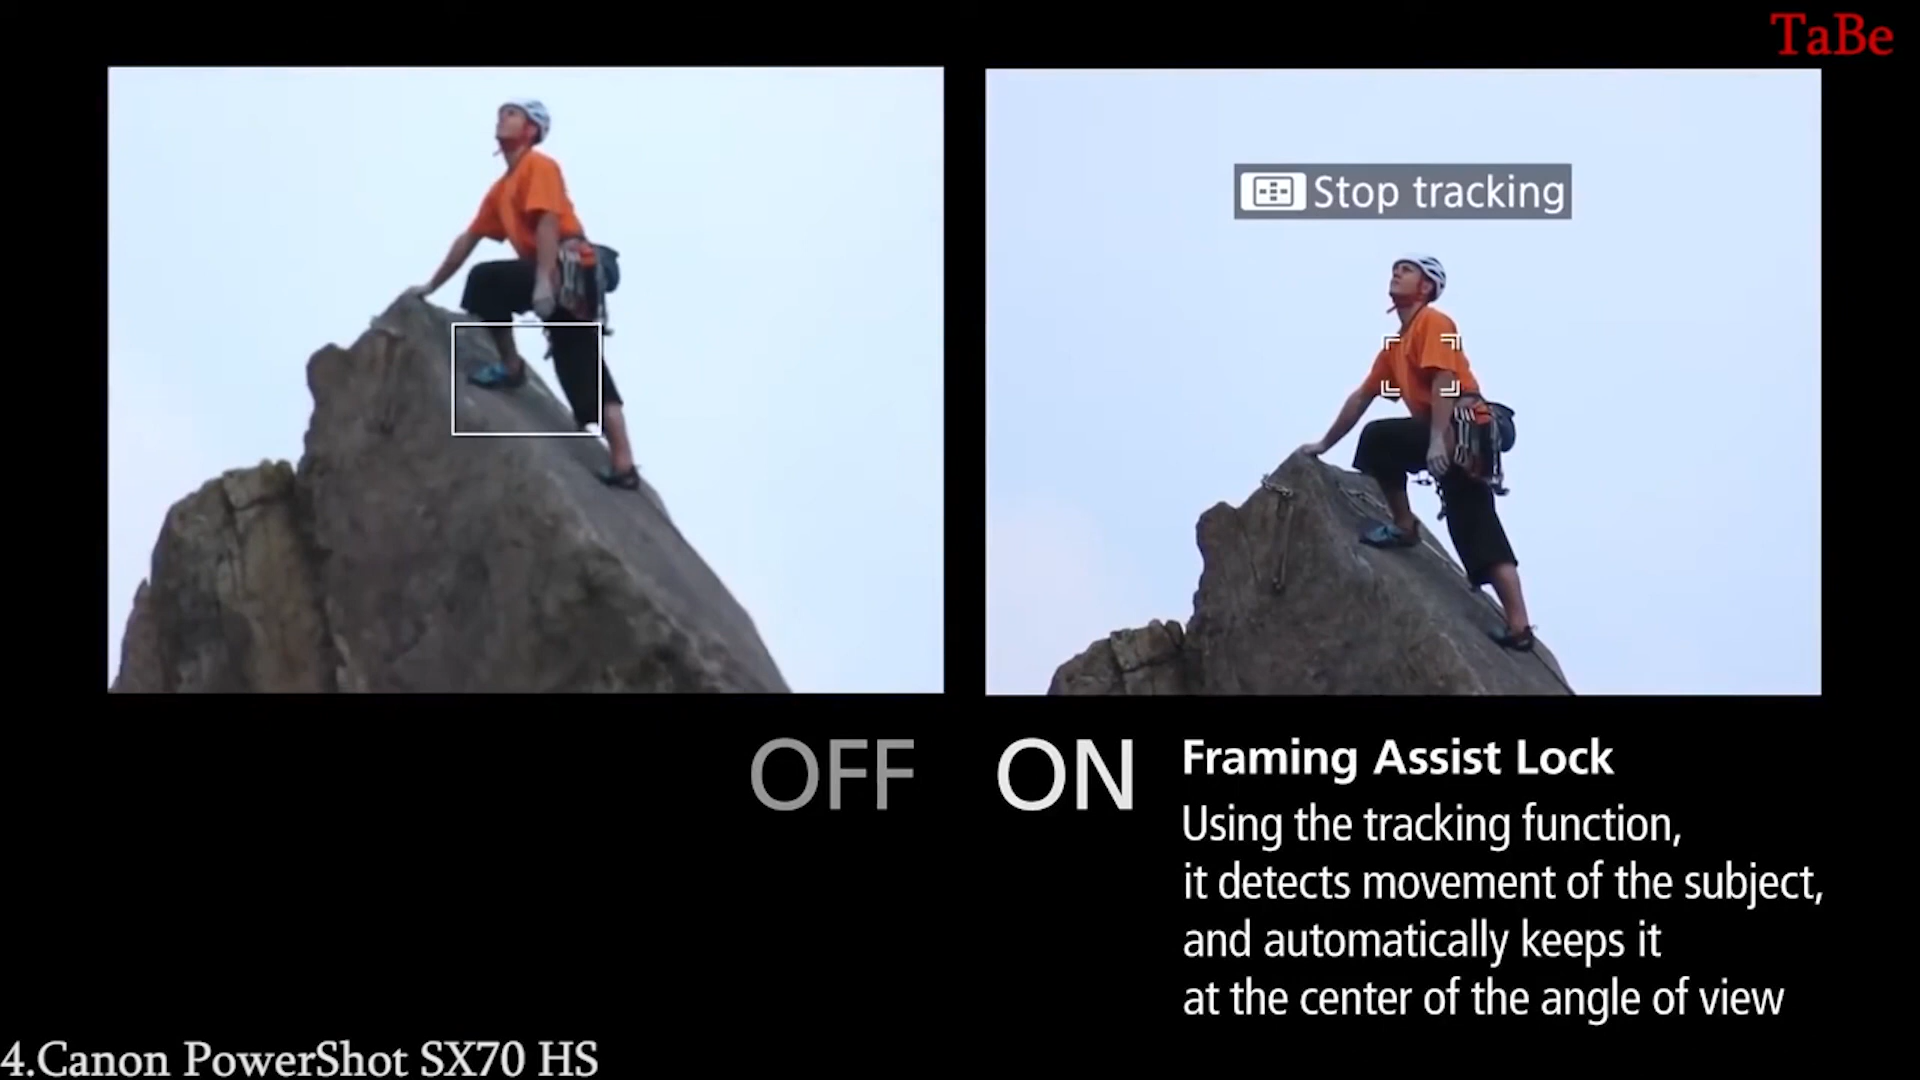 TaBe
Stop tracking
OFF
ON
Framing Assist Lock
Using the tracking function,
it detects movement of the subject,
and automatically keeps it
at the center of the angle of view
4.Canon PowerShot SX70 HS